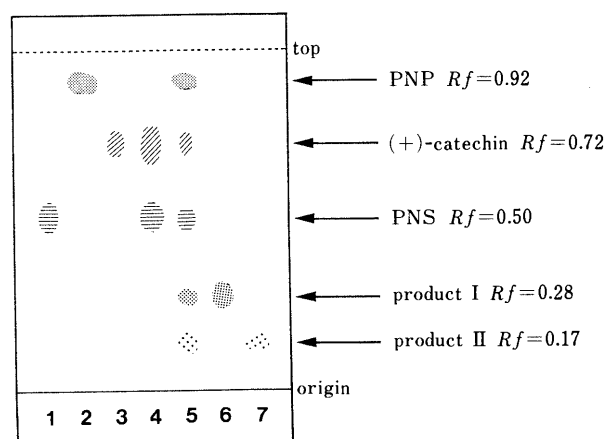 top
PNP Rf=0.92
(+)-catechin Rf=0.72
PNS Rf=0.50
product I Rf=0.28
product II Rf=0.17
origin
1 2 3 4 5 6 7